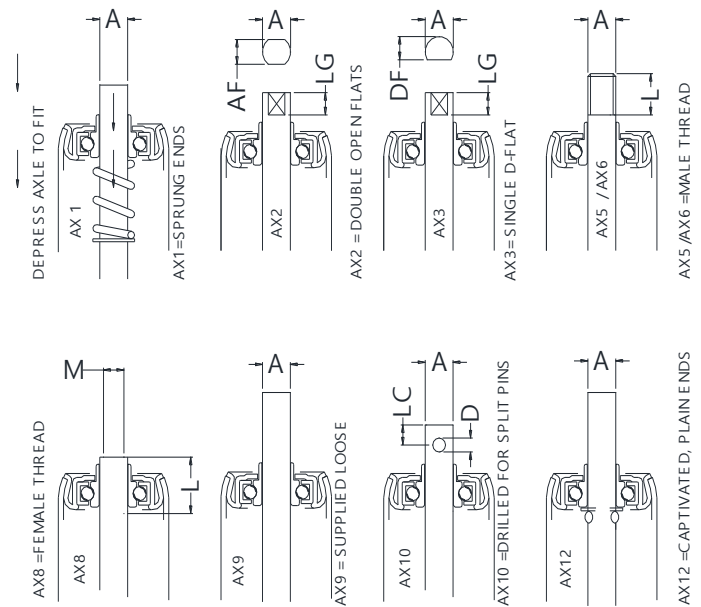 A
DEPRESS AXLE TO FIT
AX 1
AX1=SPRUNG ENDS
A
AF
LG
AX2
AX2 = DOUBLE OPEN FLATS
A
DF
LG
AX3
AX3= SINGLE D-FLAT
A
L
AX5 / AX6
AX5 /AX6 =MALE THREAD
M
L
AX8 =FEMALE THREAD
AX8
A
AX9
AX9 = SUPPLIED LOOSE
A
LC
D
AX10
AX10 =DRILLED FOR SPLIT PINS
A
AX12
AX12 =CAPTIVATED, PLAIN ENDS